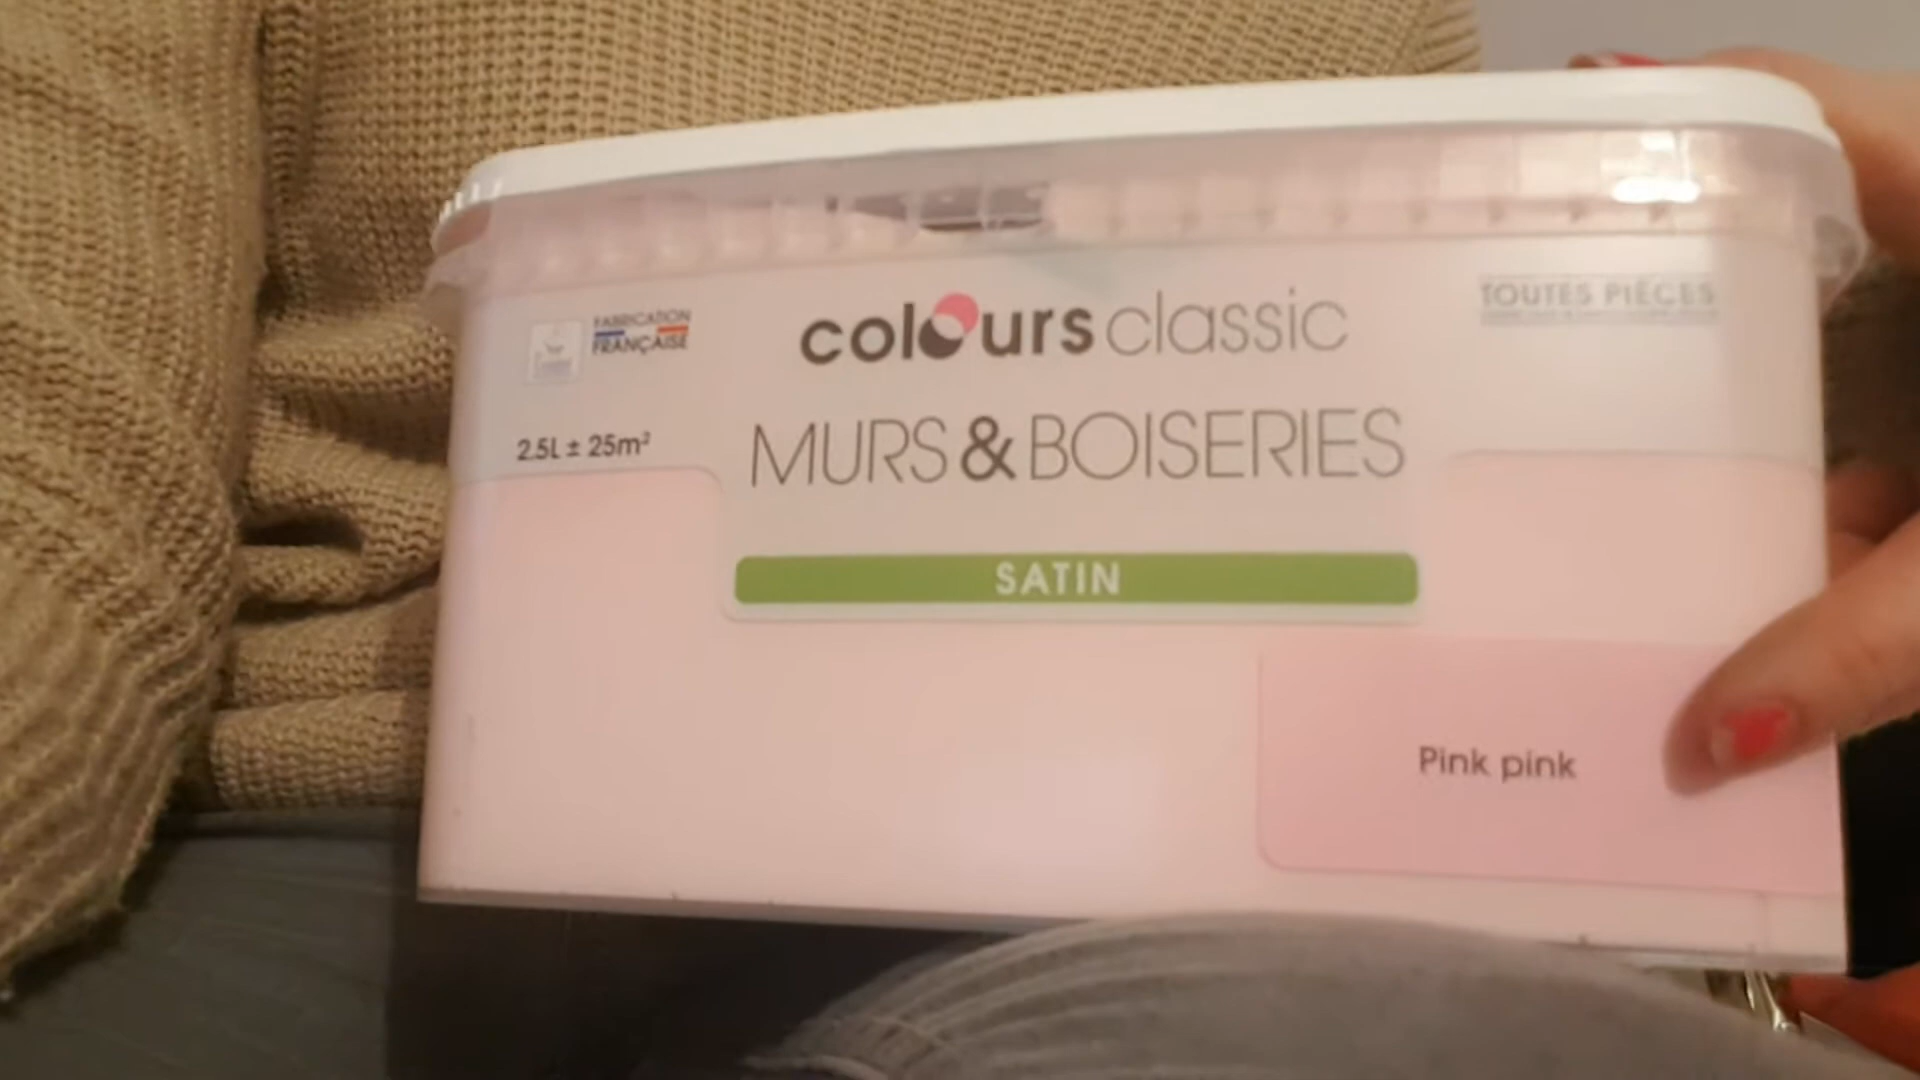 FABRICATION
FRANÇAISE
colours classic
TOUTES PIÈCES
2.5L ± 25m²
MURS & BOISERIES
SATIN
Pink pink